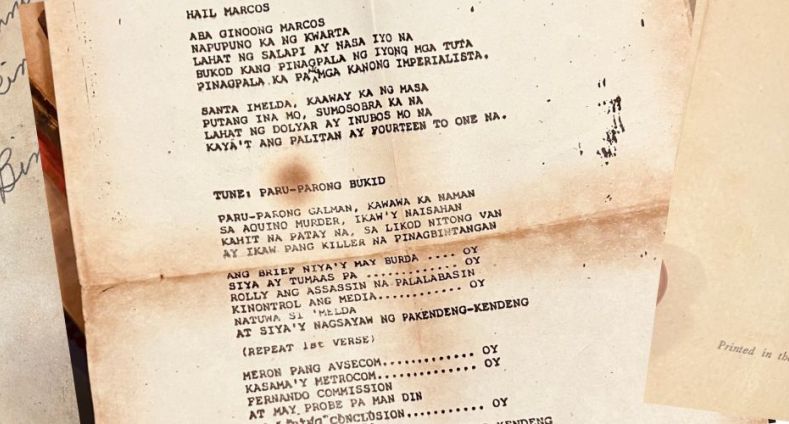 HAIL MARCOS
ABA GINOONG MARCOS
NAPUPUNO KA NG KWARTA
LAHAT NG SALAPI AY NASA IYO NA
BUKOD KANG PINAGPALA NG IYONG MGA TUTA
PINAGPALA KA PA NG MGA KANONG IMPERIALISTA.
SANTA IMELDA, KAAWAY KA NG MASA
PUTANG INA MO, SUMOSOBRA KA NA
LAHAT NG DOLYAR AY INUBOS MO NA
KAYA'T ANG PALITAN AY FOURTEEN TO ONE NA.
TUNE: PARU-PARONG BUKID
PARU-PARONG GALMAN, KAWAWA KA NAMAN
SA AQUINO MURDER, IKAW'Y NAISAHAN
KAHIT NA PATAY NA, SA LIKOD NITONG VAN
AY IKAW PANG KILLER NA PINAGBINTANGAN
ANG BRIEF NIYA'Y MAY BURDA .... OY
SIYA AY TUMAAS PA ............. OY
ROLLY ANG ASSASSIN NA PALALABASIN
KINONTROL ANG MEDIA............ OY
NATUWA SI 'MELDA
AT SIYA'Y NAGSAYAW NG PAKENDENG-KENDENG
(REPEAT 1st VERSE)
MERON PANG AVSECOM............. OY
KASAMA'Y METROCOM.............. OY
FERNANDO COMMISSION
AT MAY PROBE PA MAN DIN
CONCLUSION........... OY
KENDENG
Printed in